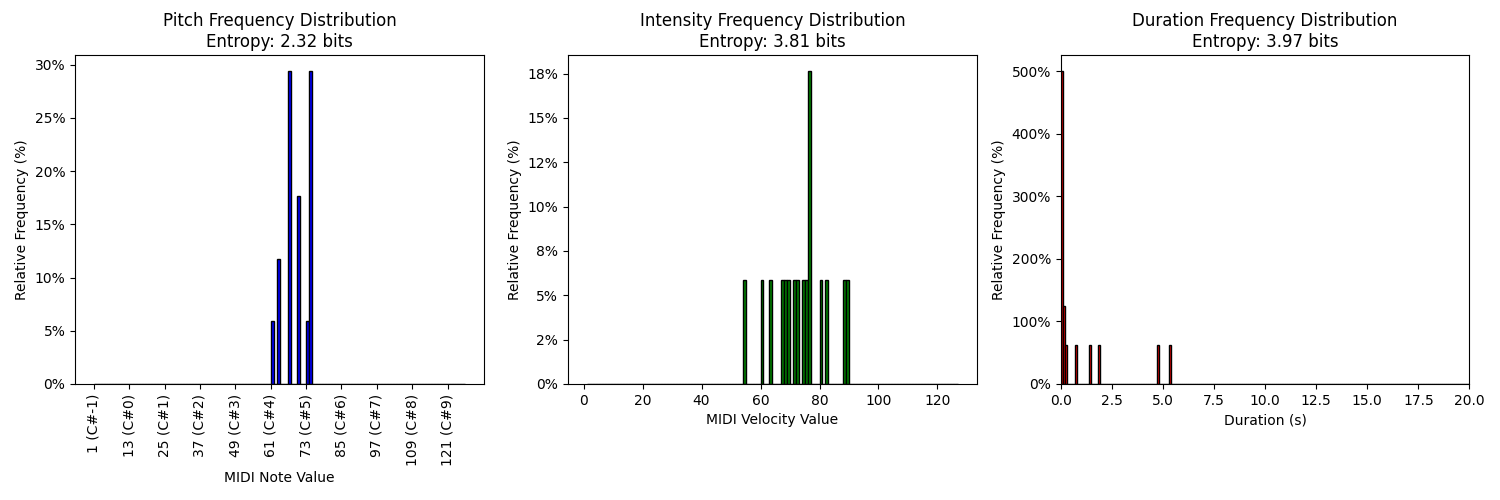 Pitch Frequency Distribution
Entropy: 2.32 bits
Relative Frequency (%)
30%
25%
20%
15%
10%
5%
0%
1 (C#-1)
13 (C#0)
25 (C#1)
37 (C#2)
49 (C#3)
61 (C#4)
73 (C#5)
85 (C#6)
97 (C#7)
109 (C#8)
121 (C#9)
MIDI Note Value
Intensity Frequency Distribution
Entropy: 3.81 bits
Relative Frequency (%)
18%
15%
12%
10%
8%
5%
2%
0%
0 20 40 60 80 100 120
MIDI Velocity Value
Duration Frequency Distribution
Entropy: 3.97 bits
Relative Frequency (%)
500%
400%
300%
200%
100%
0%
0.0 2.5 5.0 7.5 10.0 12.5 15.0 17.5 20.0
Duration (s)